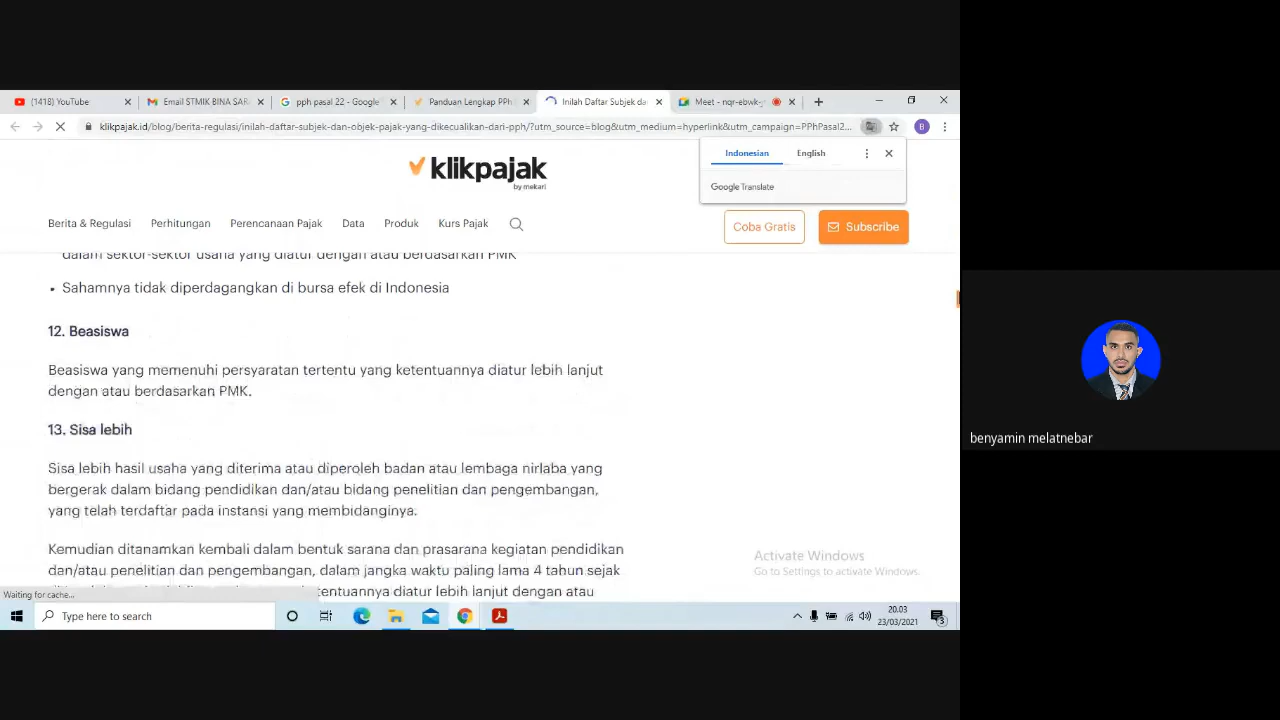 (1418) YouTube
Email STMIK BINA SAR
pph pasal 22 - Google
Panduan Lengkap PPh
Inilah Daftar Subjek da
Meet - nqr-ebwk-
klikpajak.id/blog/berita-regulasi/inilah-daftar-subjek-dan-objek-pajak-yang-dikecualikan-dari-pph/?utm_source=blog&utm_medium=hyperlink&utm_campaign=PPhPasal2...
B
Indonesian English
Google Translate
klikpajak
by mekari
Berita & Regulasi Perhitungan Perencanaan Pajak Data Produk Kurs Pajak
Coba Gratis
Subscribe
dalam sektor-sektor usaha yang diatur dengan atau berdasarkan PMK
• Sahamnya tidak diperdagangkan di bursa efek di Indonesia
12. Beasiswa
Beasiswa yang memenuhi persyaratan tertentu yang ketentuannya diatur lebih lanjut
dengan atau berdasarkan PMK.
13. Sisa lebih
Sisa lebih hasil usaha yang diterima atau diperoleh badan atau lembaga nirlaba yang
bergerak dalam bidang pendidikan dan/atau bidang penelitian dan pengembangan,
yang telah terdaftar pada instansi yang membidanginya.
Kemudian ditanamkan kembali dalam bentuk sarana dan prasarana kegiatan pendidikan
dan/atau penelitian dan pengembangan, dalam jangka waktu paling lama 4 tahun sejak
tentuannya diatur lebih lanjut dengan atau
Activate Windows
Go to Settings to activate Windows.
Waiting for cache...
Type here to search
20.03
23/03/2021
3
benyamin melatnebar